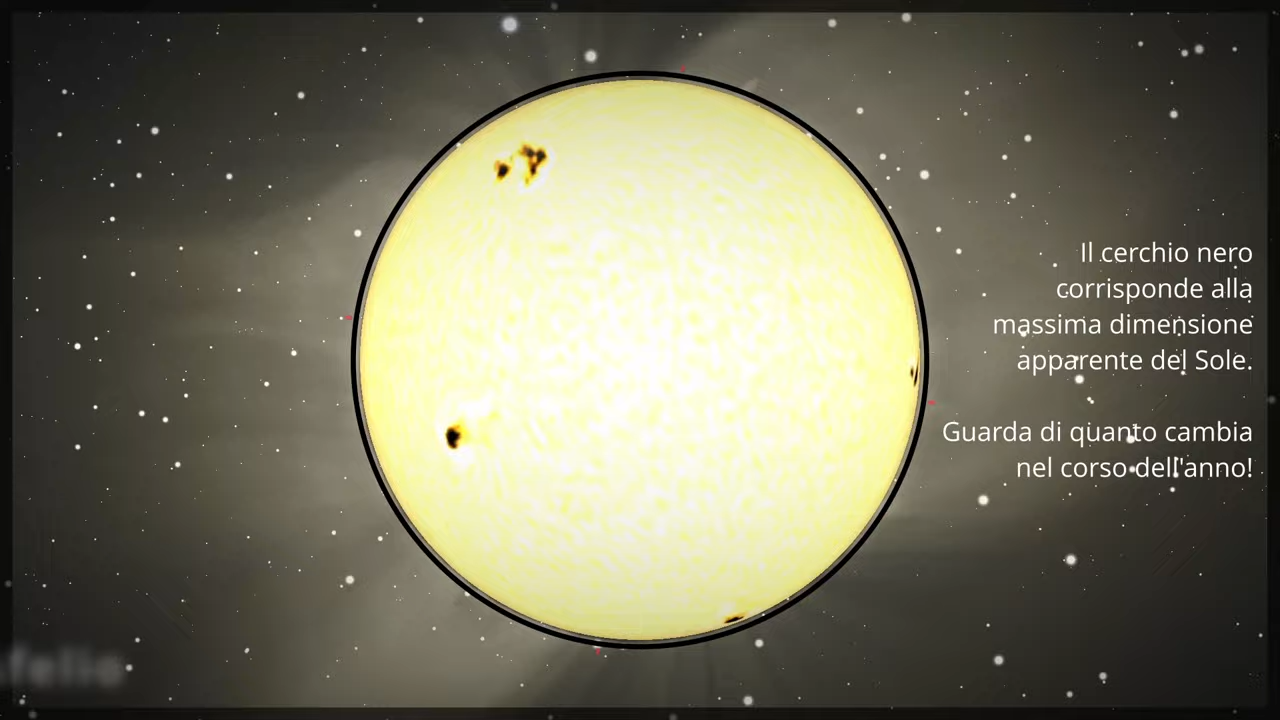 Il cerchio nero
corrisponde alla
massima dimensione
apparente del Sole.
Guarda di quanto cambia
nel corso dell'anno!